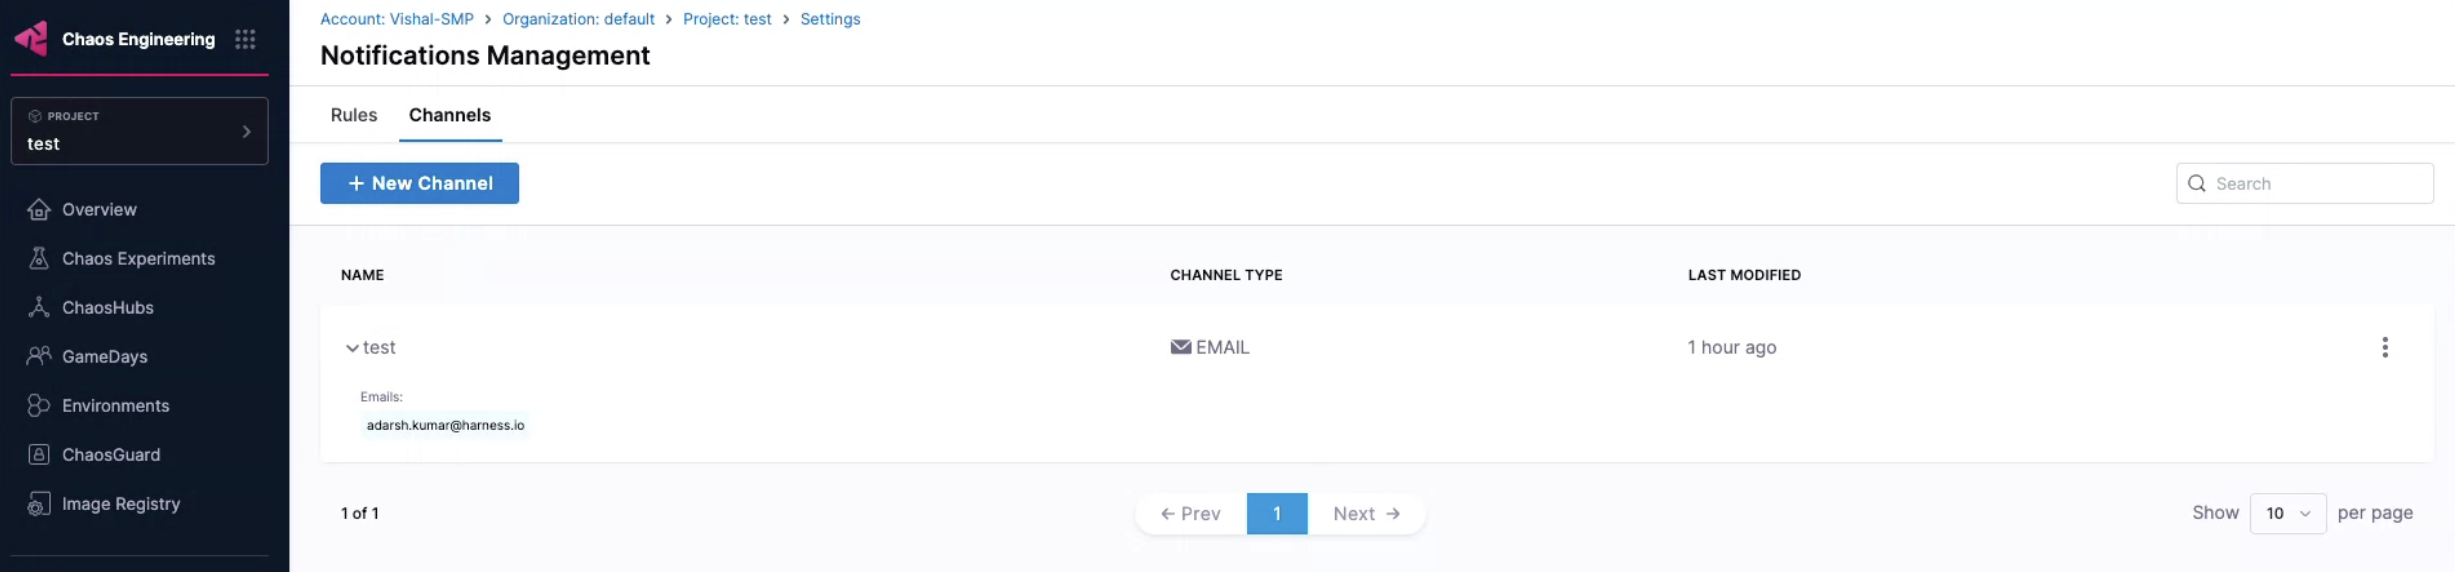 Chaos Engineering
PROJECT
test
Overview
Chaos Experiments
ChaosHubs
GameDays
Environments
ChaosGuard
Image Registry
Account: Vishal-SMP > Organization: default > Project: test > Settings
Notifications Management
Rules Channels
+ New Channel
Search
NAME CHANNEL TYPE LAST MODIFIED
test EMAIL 1 hour ago
Emails:
adarsh.kumar@harness.io
1 of 1 ← Prev 1 Next → Show 10 per page